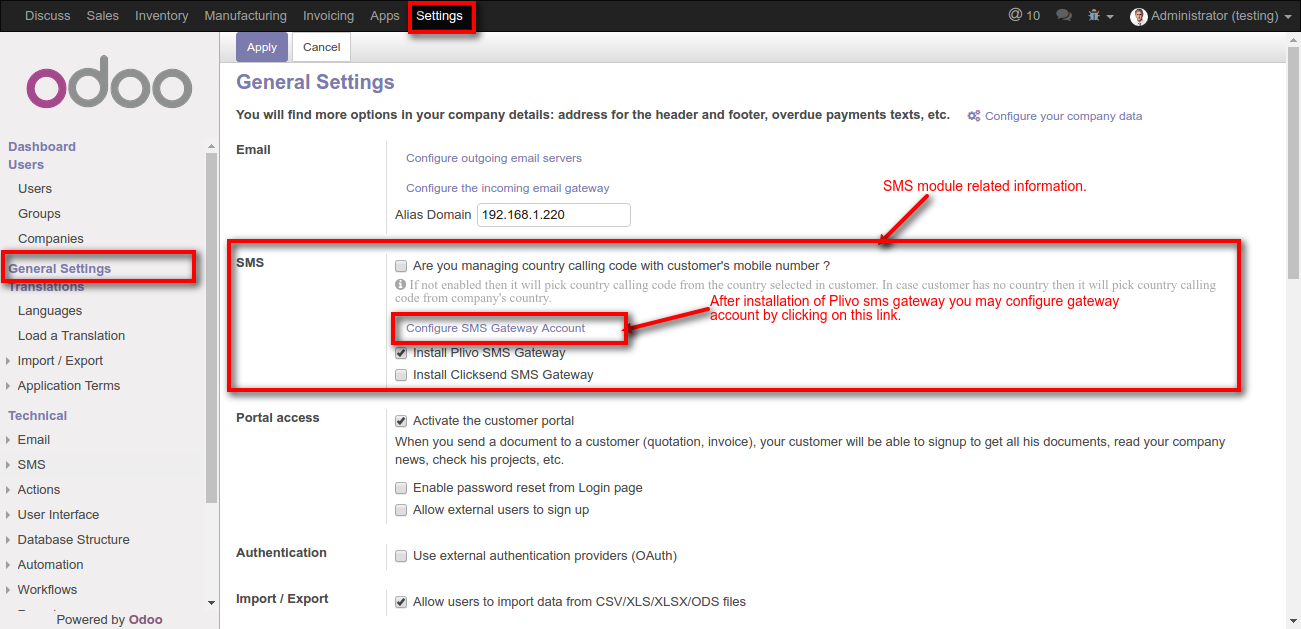 Discuss Sales Inventory Manufacturing Invoicing Apps Settings @ 10 Administrator (testing)
odoo
Apply Cancel
General Settings
You will find more options in your company details: address for the header and footer, overdue payments texts, etc. Configure your company data
Email
Configure outgoing email servers
Configure the incoming email gateway
Alias Domain 192.168.1.220
SMS module related information.
SMS
Are you managing country calling code with customer's mobile number ?
If not enabled then it will pick country calling code from the country selected in customer. In case customer has no country then it will pick country calling
code from company's country.
After installation of Plivo sms gateway you may configure gateway
account by clicking on this link.
Configure SMS Gateway Account
Install Plivo SMS Gateway
Install Clicksend SMS Gateway
Portal access
Activate the customer portal
When you send a document to a customer (quotation, invoice), your customer will be able to signup to get all his documents, read your company
news, check his projects, etc.
Enable password reset from Login page
Allow external users to sign up
Authentication
Use external authentication providers (OAuth)
Import / Export
Allow users to import data from CSV/XLS/XLSX/ODS files
Dashboard
Users
Users
Groups
Companies
General Settings
Translations
Languages
Load a Translation
Import / Export
Application Terms
Technical
Email
SMS
Actions
User Interface
Database Structure
Automation
Workflows
Powered by Odoo